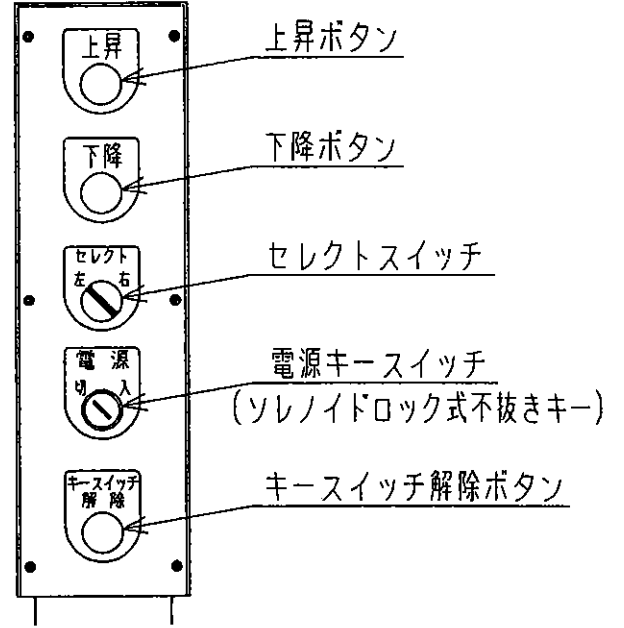 上昇
上昇ボタン
下降
下降ボタン
セレクト
左 右
セレクトスイッチ
電 源
切 入
電源キースイッチ
(ソレノイドロック式不抜きキー)
キースイッチ
解 除
キースイッチ解除ボタン